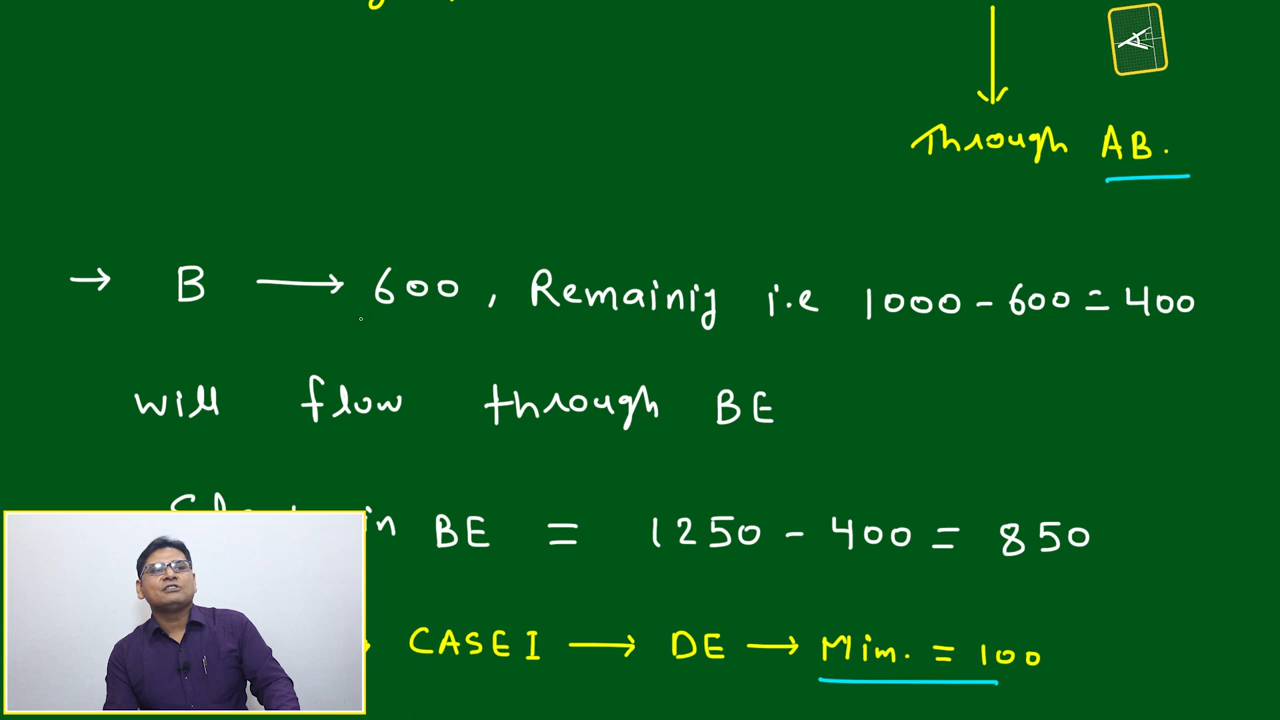 Through AB.
→ B → 600 , Remainig i.e 1000 - 600 = 400
will flow through BE
in BE = 1250 - 400 = 850
CASE I → DE → Mim. = 100